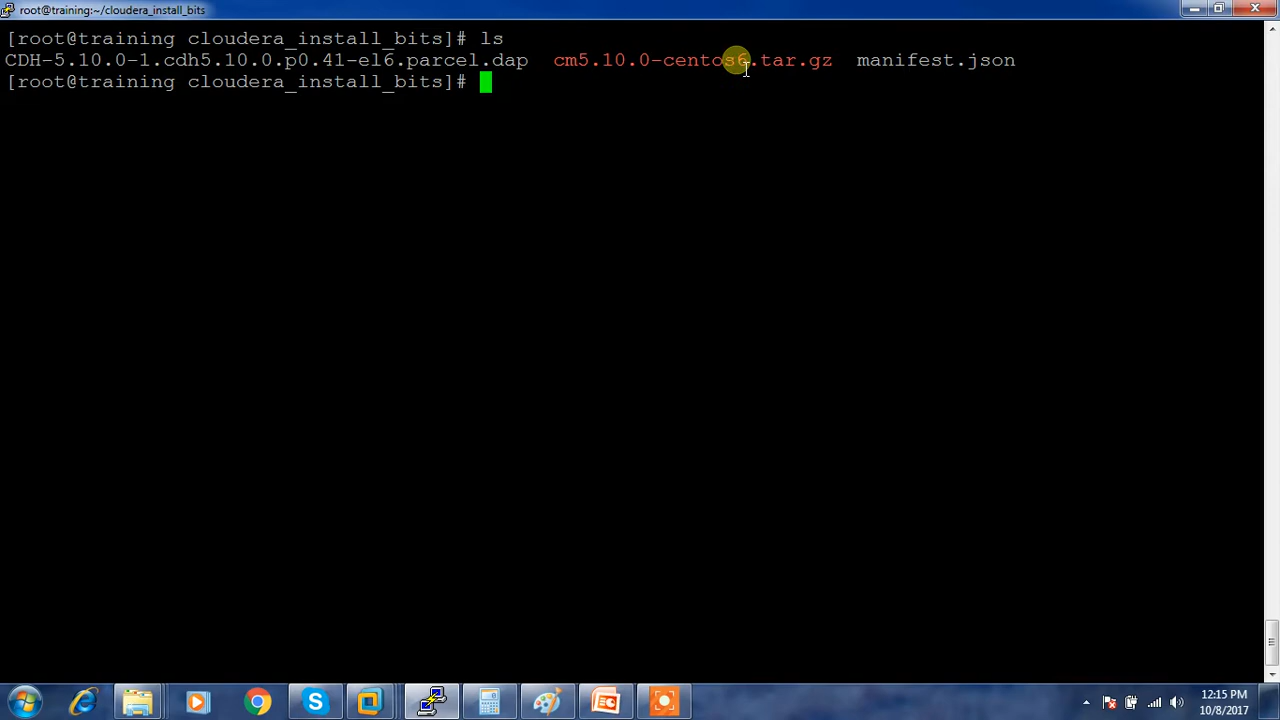 root@training:~/cloudera_install_bits
[root@training cloudera_install_bits]# ls
CDH-5.10.0-1.cdh5.10.0.p0.41-el6.parcel.dap  cm5.10.0-centos6.tar.gz  manifest.json
[root@training cloudera_install_bits]#
12:15 PM
10/8/2017